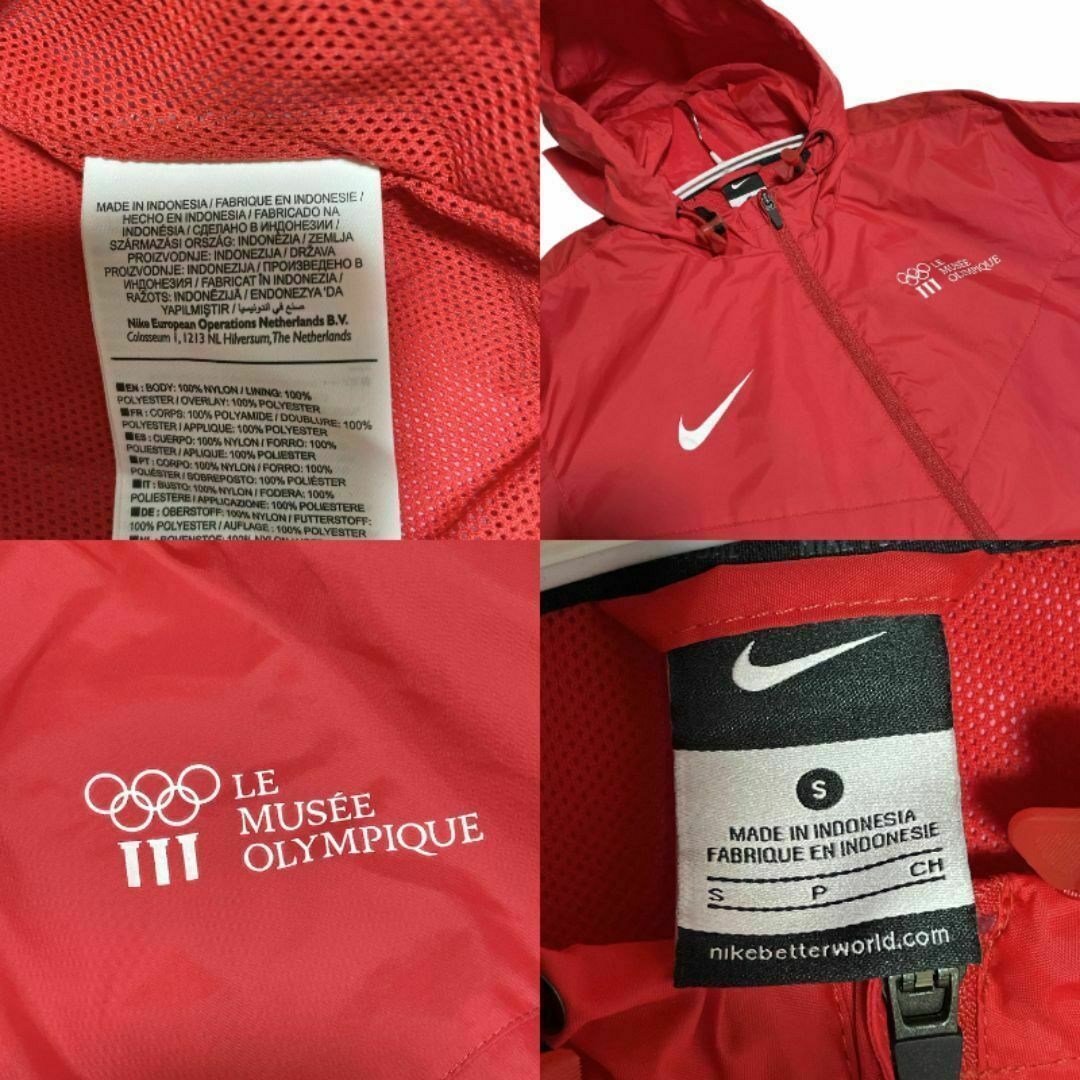 MADE IN INDONESIA / FABRIQUE EN INDONESIE /
HECHO EN INDONESIA / FABRICADO NA
INDONÉSIA / СДЕЛАНО В ИНДОНЕЗИИ /
SZÁRMAZÁSI ORSZÁG: INDONÉZIA / ZEMLJA
PROIZVODNJE: INDONEZIJA / DRŽAVA
PROIZVODNJE: INDONEZIJA / ПРОИЗВЕДЕНО В
ИНДОНЕЗИЯ / FABRICAT ÎN INDONEZIA /
RAŽOTS: INDONĒZIJĀ / ENDONEZYA 'DA
YAPILMIŞTIR / صنع في اندونيسيا
Nike European Operations Netherlands B.V.
Colosseum 1, 1213 NL Hilversum, The Netherlands
EN : BODY: 100% NYLON / LINING: 100%
POLYESTER / OVERLAY: 100% POLYESTER
FR : CORPS: 100% POLYAMIDE / DOUBLURE: 100%
POLYESTER / APPLIQUE: 100% POLYESTER
ES : CUERPO: 100% NYLON / FORRO: 100%
POLIESTER / APLIQUE: 100% POLIESTER
PT : CORPO: 100% NYLON / FORRO: 100%
POLIÉSTER / SOBREPOSTO: 100% POLIÉSTER
IT : BUSTO: 100% NYLON / FODERA: 100%
POLIESTERE / APPLICAZIONE: 100% POLIESTERE
DE : OBERSTOFF: 100% NYLON / FUTTERSTOFF:
100% POLYESTER / AUFLAGE : 100% POLYESTER
LE
MUSÉE
OLYMPIQUE
LE
MUSÉE
OLYMPIQUE
S
MADE IN INDONESIA
FABRIQUE EN INDONESIE
S P CH
nikebetterworld.com